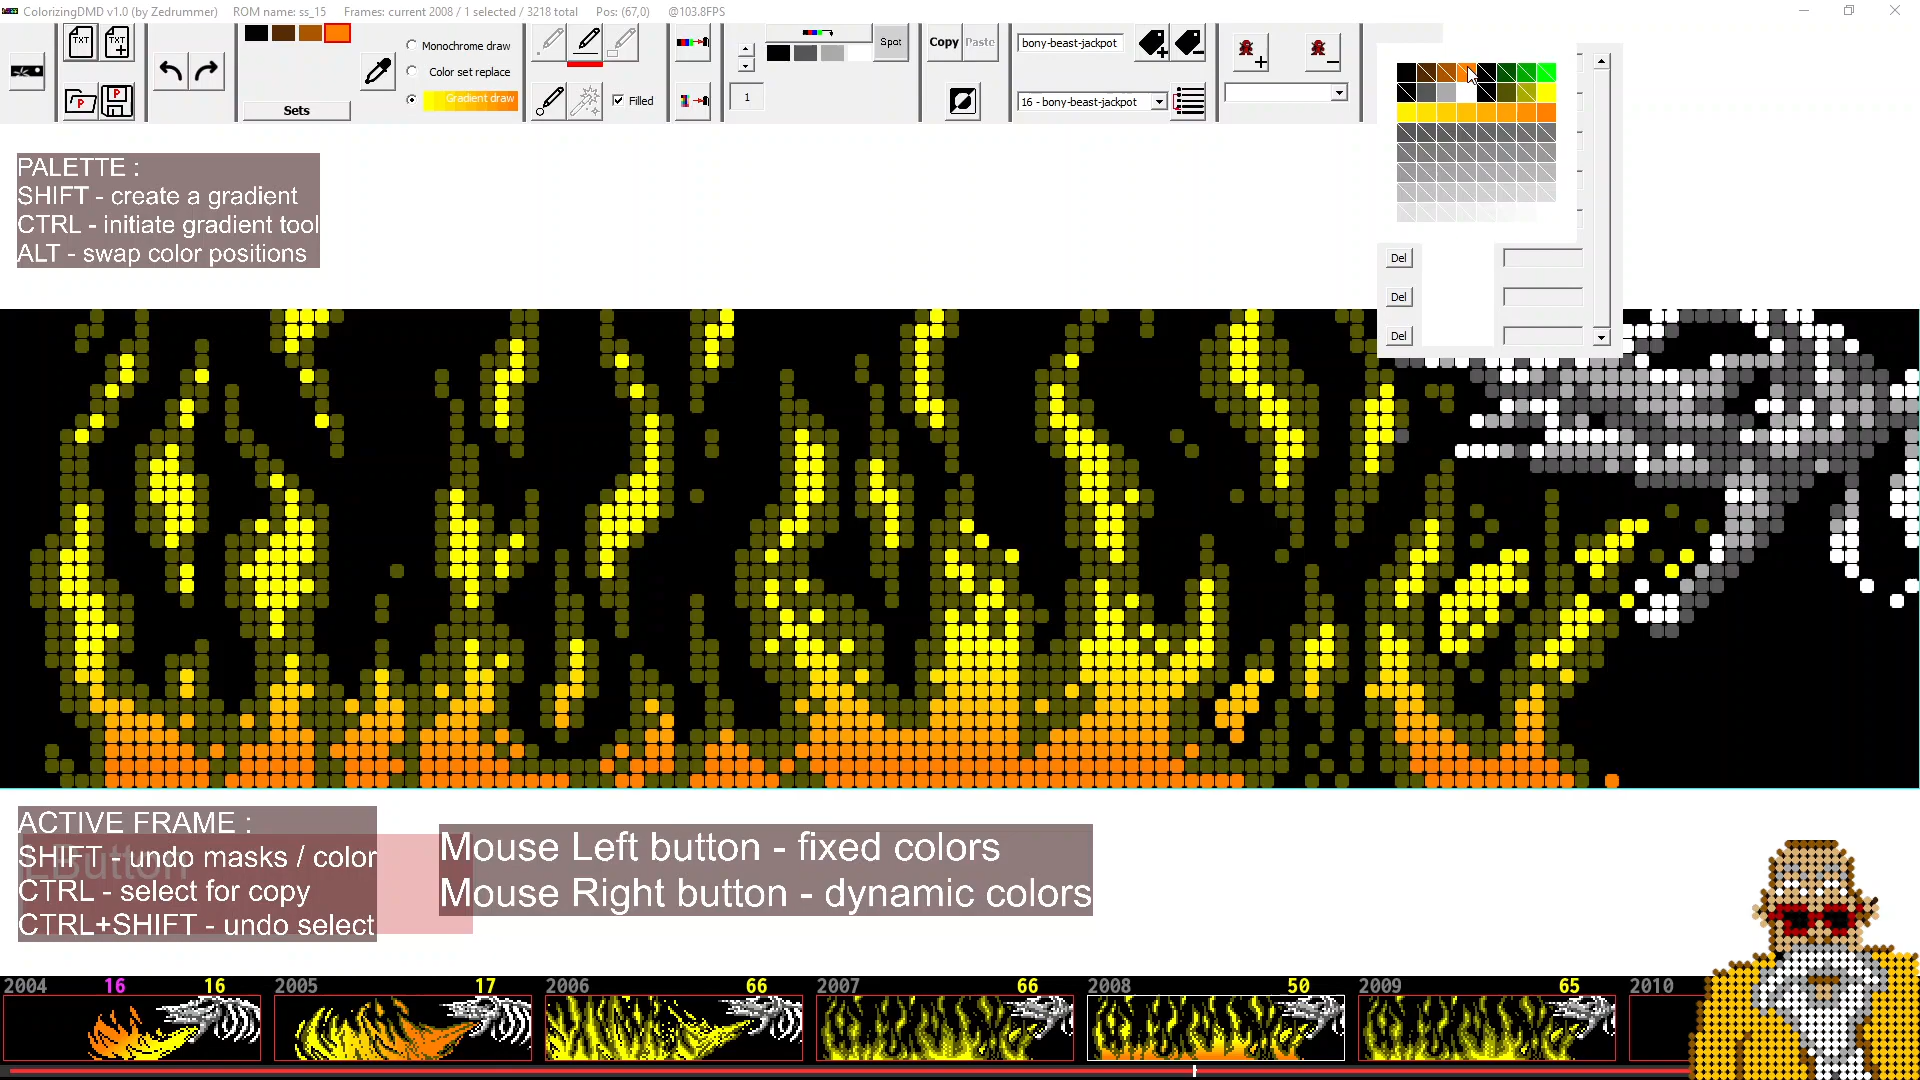 ColorizingDMD v1.0 (by Zedrummer) ROM name: ss_15 Frames: current 2008 / 1 selected / 3218 total Pos: (67,0) @103.8FPS
TXT TXT
Monochrome draw
Color set replace
Gradient draw
Sets
Filled
1
Spot
Copy Paste
bony-beast-jackpot
16 - bony-beast-jackpot
Del
Del
Del
PALETTE :
SHIFT - create a gradient
CTRL - initiate gradient tool
ALT - swap color positions
ACTIVE FRAME :
SHIFT - undo masks / color
CTRL - select for copy
CTRL+SHIFT - undo select
LButton
Mouse Left button - fixed colors
Mouse Right button - dynamic colors
2004 16 16 2005 17 2006 66 2007 66 2008 50 2009 65 2010